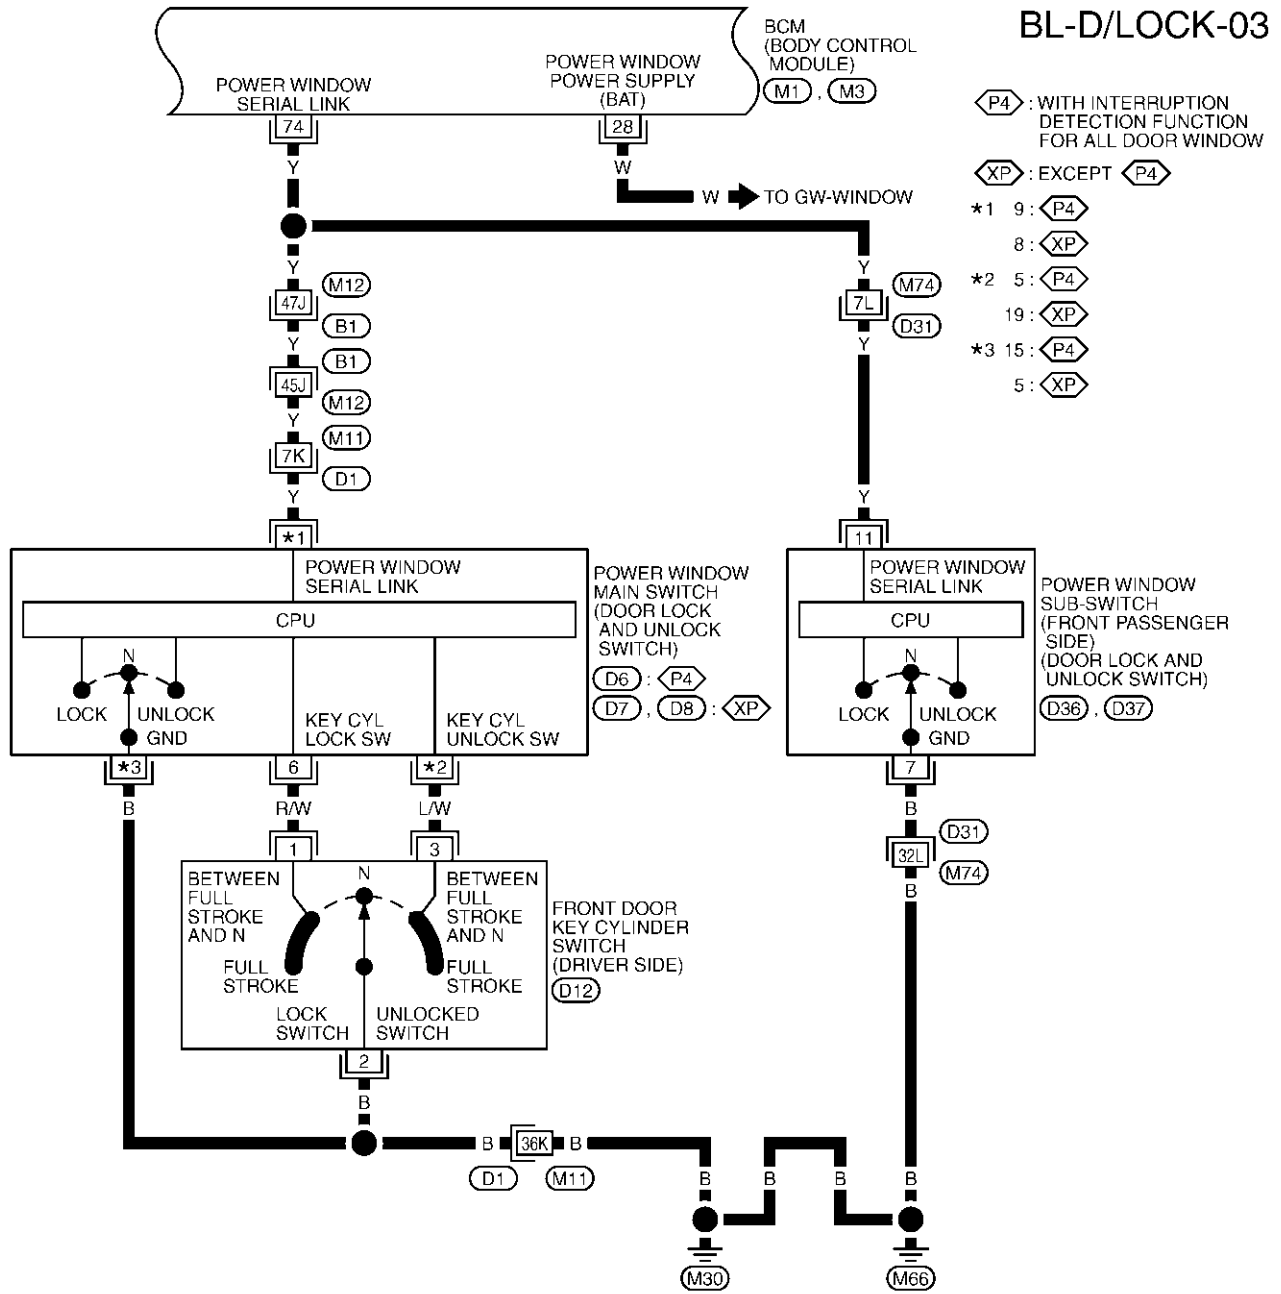 BL-D/LOCK-03
BCM
(BODY CONTROL
MODULE)
M1 , M3
POWER WINDOW
SERIAL LINK
74
POWER WINDOW
POWER SUPPLY
(BAT)
28
P4 : WITH INTERRUPTION
DETECTION FUNCTION
FOR ALL DOOR WINDOW
XP : EXCEPT P4
*1 9 : P4
8 : XP
*2 5 : P4
19 : XP
*3 15 : P4
5 : XP
Y
W
W TO GW-WINDOW
Y
M12
47J
B1
Y
B1
45J
M12
Y
M11
7K
D1
Y
*1
Y
M74
7L
D31
Y
Y
11
POWER WINDOW
SERIAL LINK
CPU
N
LOCK
UNLOCK
GND
KEY CYL
LOCK SW
KEY CYL
UNLOCK SW
POWER WINDOW
MAIN SWITCH
(DOOR LOCK
AND UNLOCK
SWITCH)
D6 : P4
D7 , D8 : XP
POWER WINDOW
SERIAL LINK
CPU
N
LOCK
UNLOCK
GND
POWER WINDOW
SUB-SWITCH
(FRONT PASSENGER
SIDE)
(DOOR LOCK AND
UNLOCK SWITCH)
D36 , D37
*3
6
*2
7
B
R/W
L/W
B
1
3
D31
32L
M74
B
BETWEEN
FULL
STROKE
AND N
FULL
STROKE
N
BETWEEN
FULL
STROKE
AND N
FULL
STROKE
LOCK
SWITCH
UNLOCKED
SWITCH
FRONT DOOR
KEY CYLINDER
SWITCH
(DRIVER SIDE)
D12
2
B
B 36K B
D1
M11
B
B
B
B
M30
M66